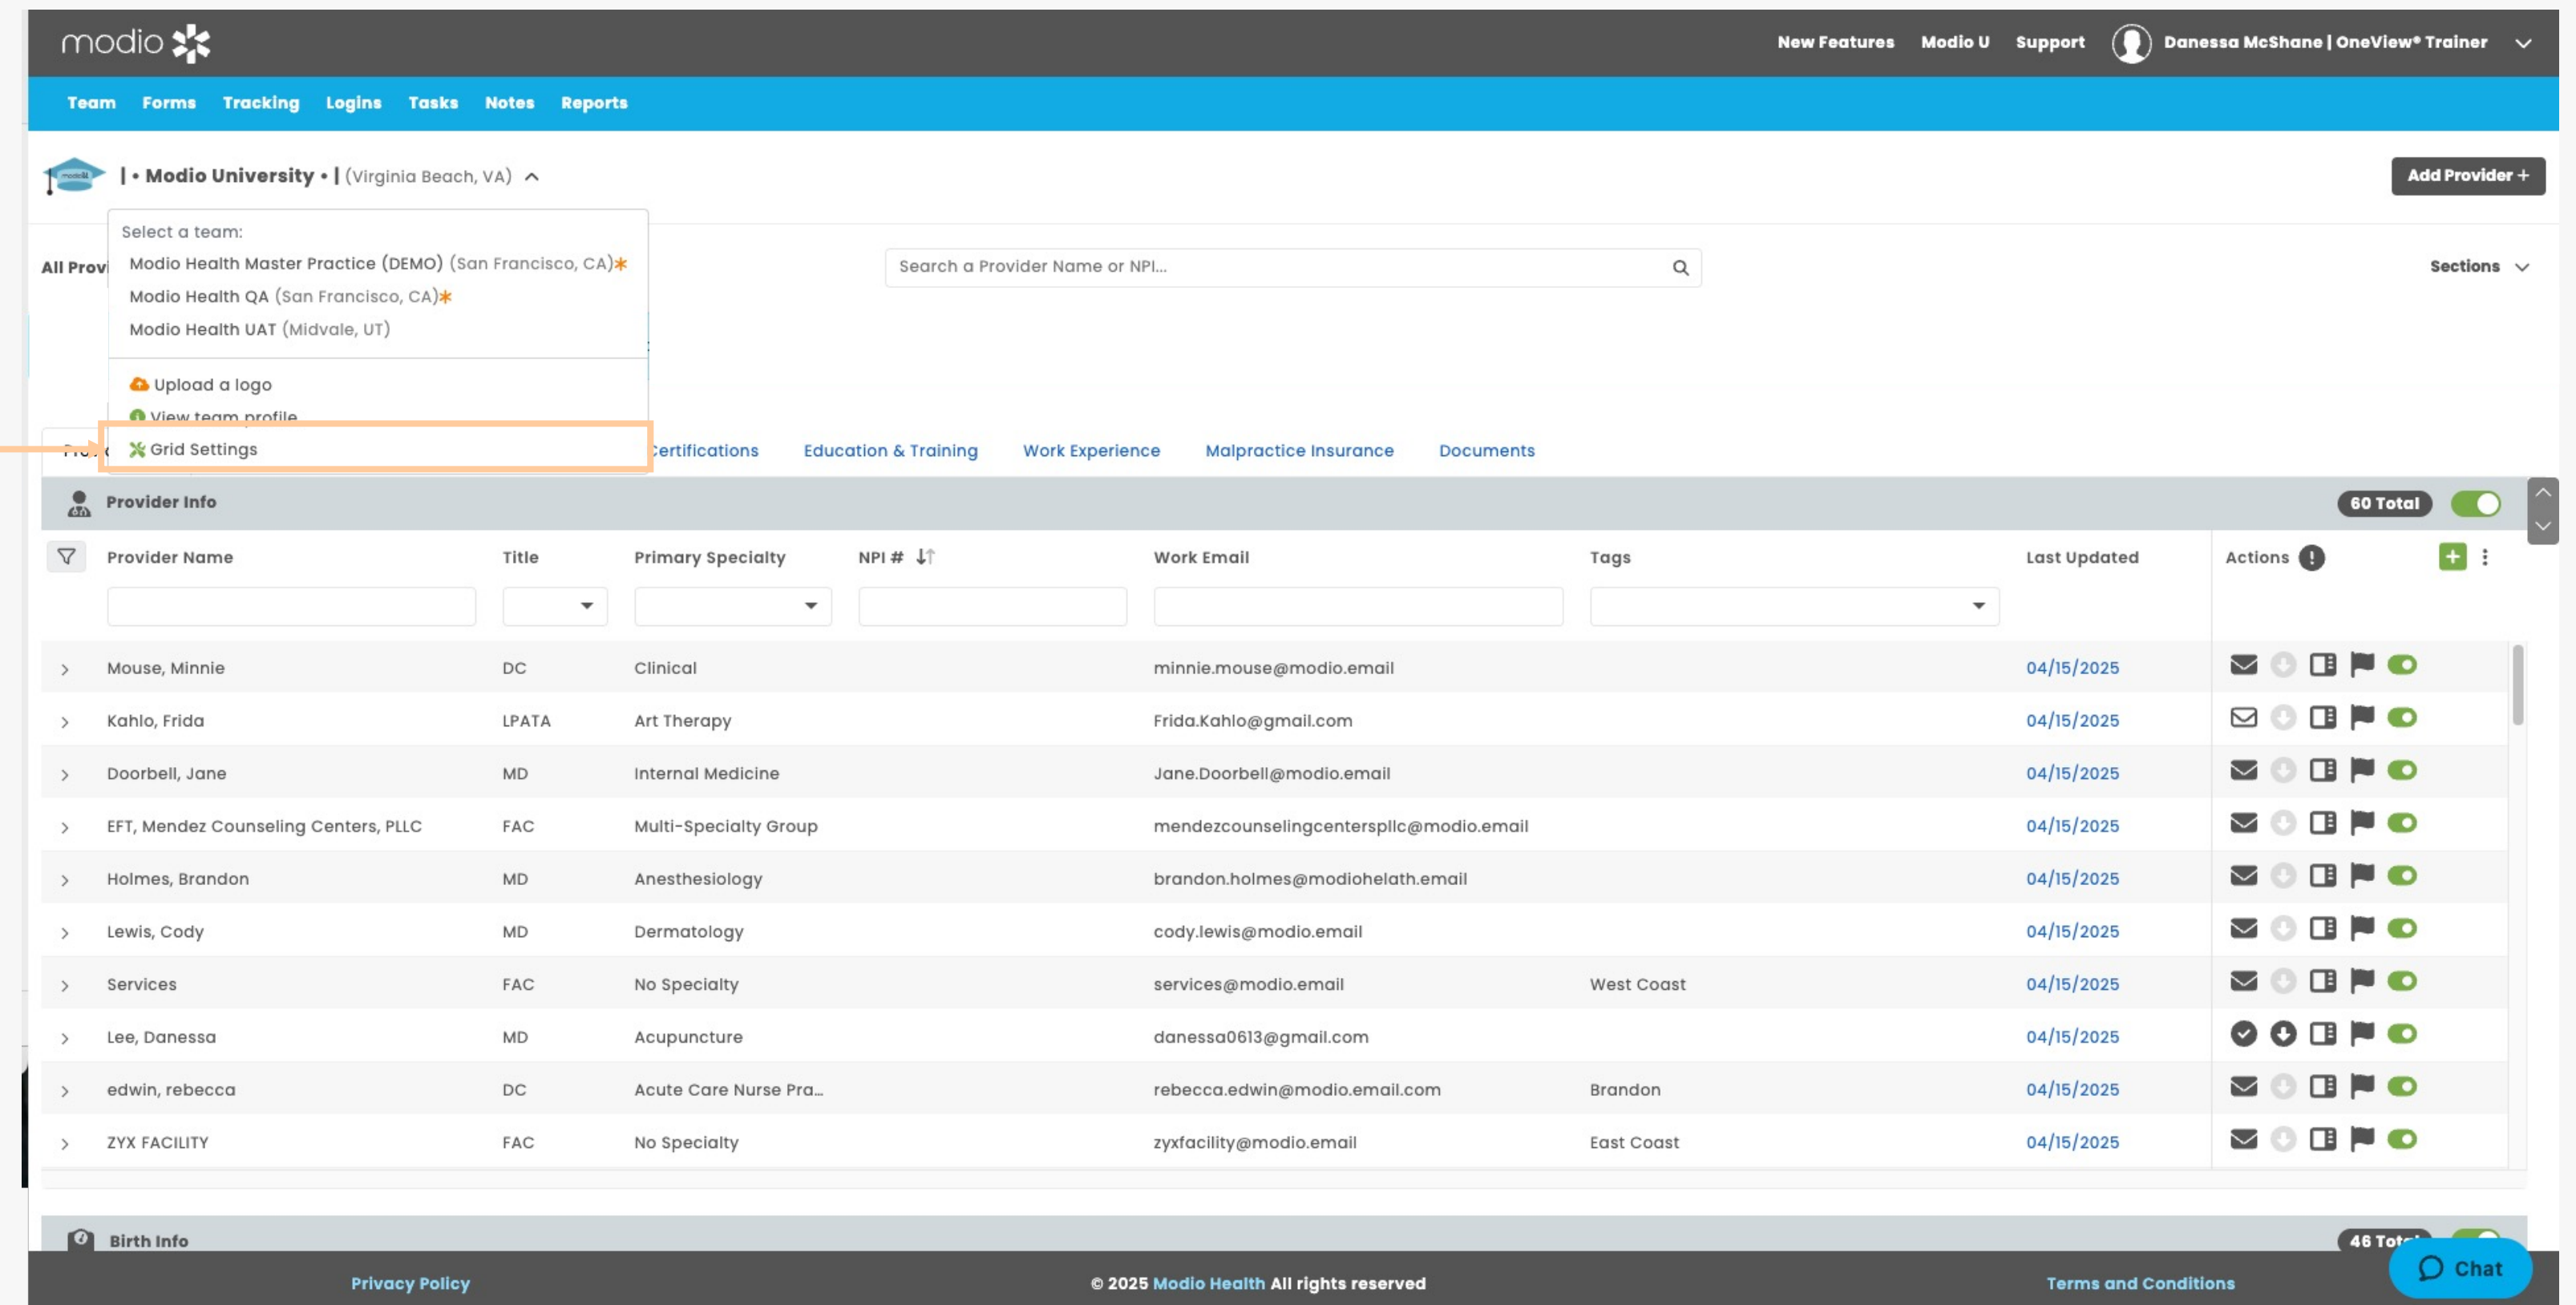 modio
New Features Modio U Support Danessa McShane | OneView® Trainer
Team Forms Tracking Logins Tasks Notes Reports
| • Modio University • | (Virginia Beach, VA)
Add Provider +
Select a team:
Modio Health Master Practice (DEMO) (San Francisco, CA)*
Modio Health QA (San Francisco, CA)*
Modio Health UAT (Midvale, UT)
All Provi
Search a Provider Name or NPI...
Sections
Upload a logo
View team profile
Grid Settings
Certifications Education & Training Work Experience Malpractice Insurance Documents
Provider Info 60 Total
Provider Name Title Primary Specialty NPI # Work Email Tags Last Updated Actions
Mouse, Minnie DC Clinical minnie.mouse@modio.email 04/15/2025
Kahlo, Frida LPATA Art Therapy Frida.Kahlo@gmail.com 04/15/2025
Doorbell, Jane MD Internal Medicine Jane.Doorbell@modio.email 04/15/2025
EFT, Mendez Counseling Centers, PLLC FAC Multi-Specialty Group mendezcounselingcenterspllc@modio.email 04/15/2025
Holmes, Brandon MD Anesthesiology brandon.holmes@modiohelath.email 04/15/2025
Lewis, Cody MD Dermatology cody.lewis@modio.email 04/15/2025
Services FAC No Specialty services@modio.email West Coast 04/15/2025
Lee, Danessa MD Acupuncture danessa0613@gmail.com 04/15/2025
edwin, rebecca DC Acute Care Nurse Pra... rebecca.edwin@modio.email.com Brandon 04/15/2025
ZYX FACILITY FAC No Specialty zyxfacility@modio.email East Coast 04/15/2025
Birth Info 46 Total
Chat
Privacy Policy © 2025 Modio Health All rights reserved Terms and Conditions